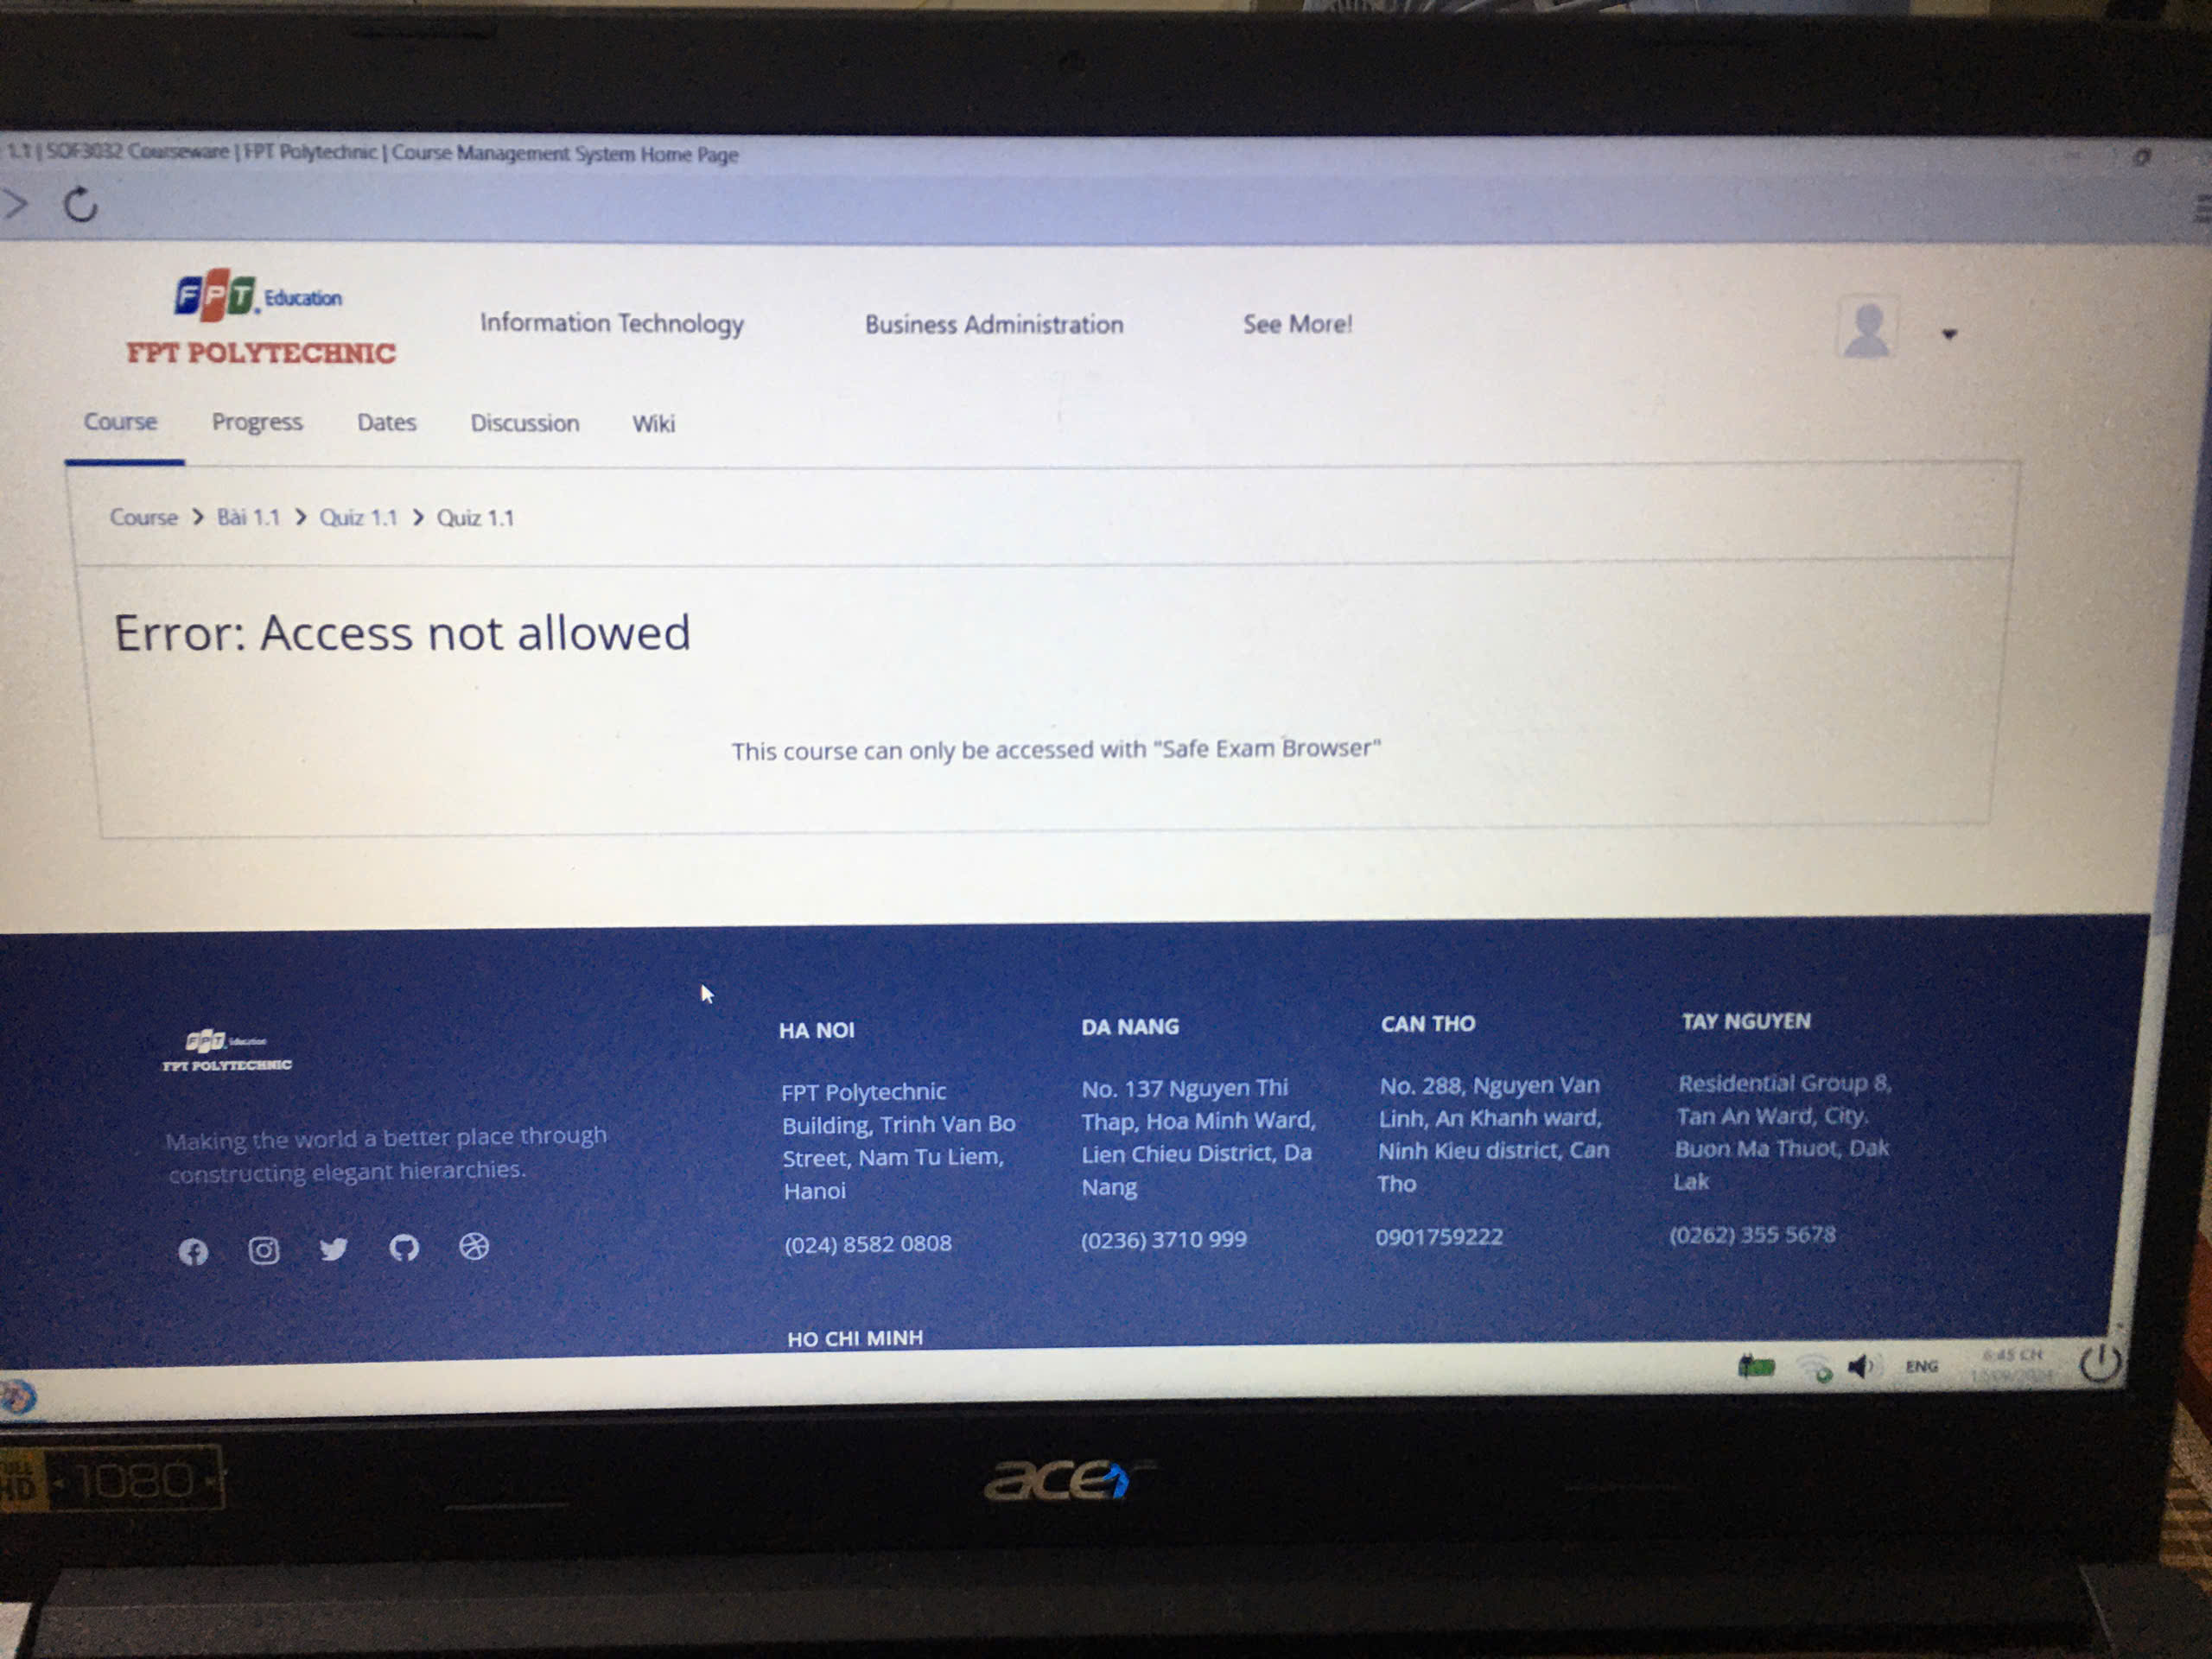 1.1 | SOF3032 Courseware | FPT Polytechnic | Course Management System Home Page
FPT. Education
FPT POLYTECHNIC
Information Technology
Business Administration
See More!
Course
Progress
Dates
Discussion
Wiki
Course > Bài 1.1 > Quiz 1.1 > Quiz 1.1
Error: Access not allowed
This course can only be accessed with "Safe Exam Browser"
FPT. Education
FPT POLYTECHNIC
Making the world a better place through
constructing elegant hierarchies.
HA NOI
FPT Polytechnic
Building, Trinh Van Bo
Street, Nam Tu Liem,
Hanoi
(024) 8582 0808
DA NANG
No. 137 Nguyen Thi
Thap, Hoa Minh Ward,
Lien Chieu District, Da
Nang
(0236) 3710 999
CAN THO
No. 288, Nguyen Van
Linh, An Khanh ward,
Ninh Kieu district, Can
Tho
0901759222
TAY NGUYEN
Residential Group 8,
Tan An Ward, City.
Buon Ma Thuot, Dak
Lak
(0262) 355 5678
HO CHI MINH
ENG
6:45 CH
HD
1080
acer